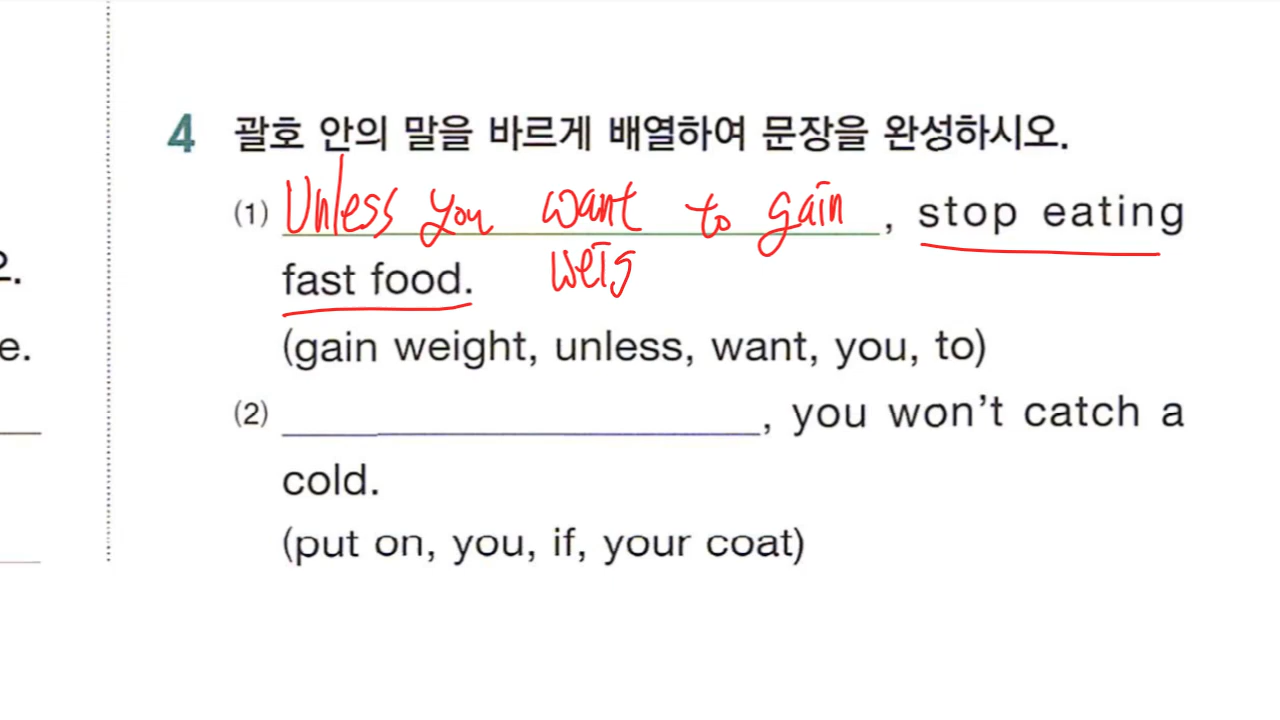 4 괄호 안의 말을 바르게 배열하여 문장을 완성하시오.
(1) Unless you want to gain, stop eating
fast food. weig
(gain weight, unless, want, you, to)
(2) , you won't catch a
cold.
(put on, you, if, your coat)
e.